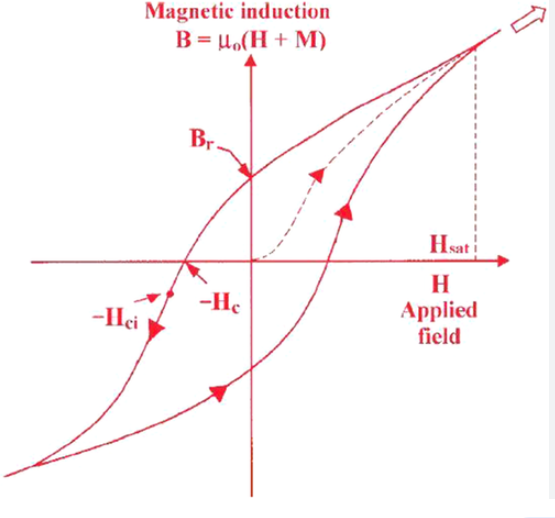 Magnetic induction
B = μₒ(H + M)
Bᵣ
Hsat
H
Applied
field
−Hc
−Hci